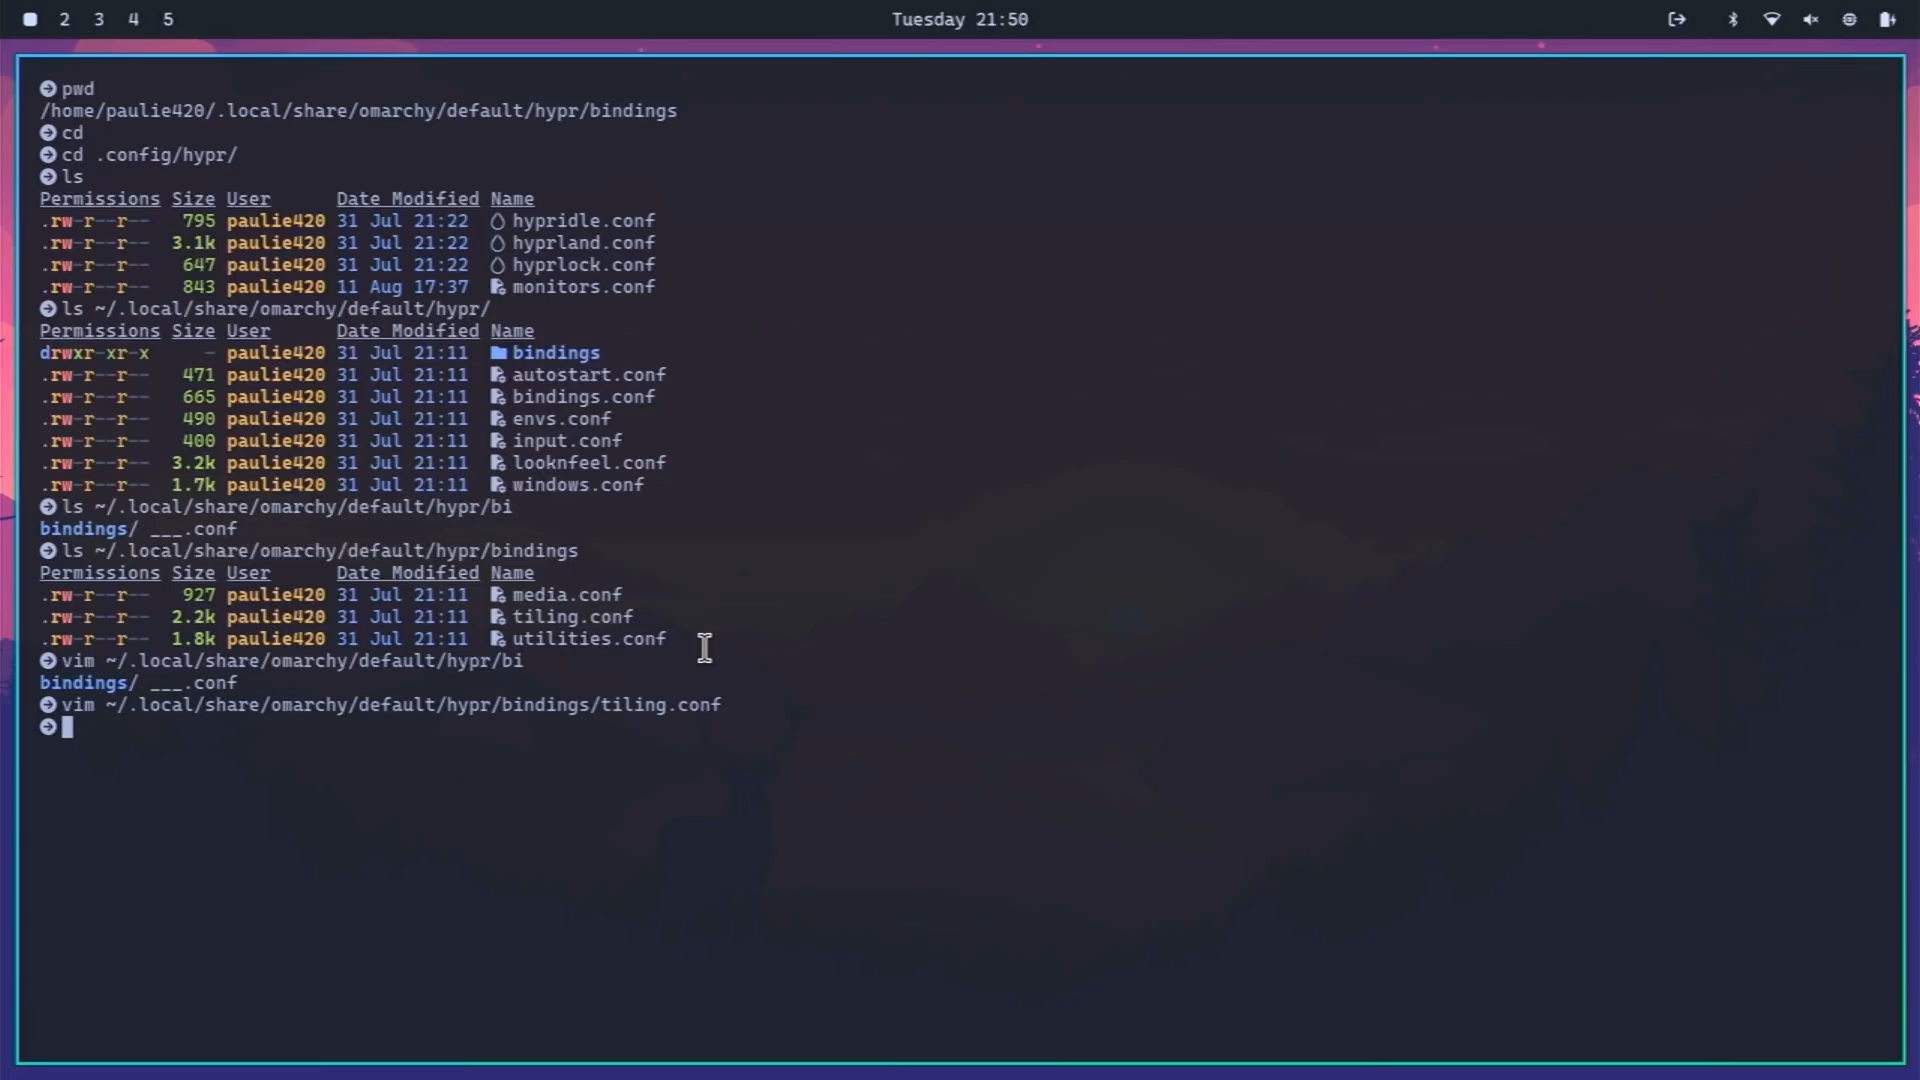 2 3 4 5 Tuesday 21:50
pwd
/home/paulie420/.local/share/omarchy/default/hypr/bindings
cd
cd .config/hypr/
ls
Permissions Size User Date Modified Name
.rw-r--r-- 795 paulie420 31 Jul 21:22 hypridle.conf
.rw-r--r-- 3.1k paulie420 31 Jul 21:22 hyprland.conf
.rw-r--r-- 647 paulie420 31 Jul 21:22 hyprlock.conf
.rw-r--r-- 843 paulie420 11 Aug 17:37 monitors.conf
ls ~/.local/share/omarchy/default/hypr/
Permissions Size User Date Modified Name
drwxr-xr-x - paulie420 31 Jul 21:11 bindings
.rw-r--r-- 471 paulie420 31 Jul 21:11 autostart.conf
.rw-r--r-- 665 paulie420 31 Jul 21:11 bindings.conf
.rw-r--r-- 490 paulie420 31 Jul 21:11 envs.conf
.rw-r--r-- 400 paulie420 31 Jul 21:11 input.conf
.rw-r--r-- 3.2k paulie420 31 Jul 21:11 looknfeel.conf
.rw-r--r-- 1.7k paulie420 31 Jul 21:11 windows.conf
ls ~/.local/share/omarchy/default/hypr/bi
bindings/ ___.conf
ls ~/.local/share/omarchy/default/hypr/bindings
Permissions Size User Date Modified Name
.rw-r--r-- 927 paulie420 31 Jul 21:11 media.conf
.rw-r--r-- 2.2k paulie420 31 Jul 21:11 tiling.conf
.rw-r--r-- 1.8k paulie420 31 Jul 21:11 utilities.conf
vim ~/.local/share/omarchy/default/hypr/bi
bindings/ ___.conf
vim ~/.local/share/omarchy/default/hypr/bindings/tiling.conf